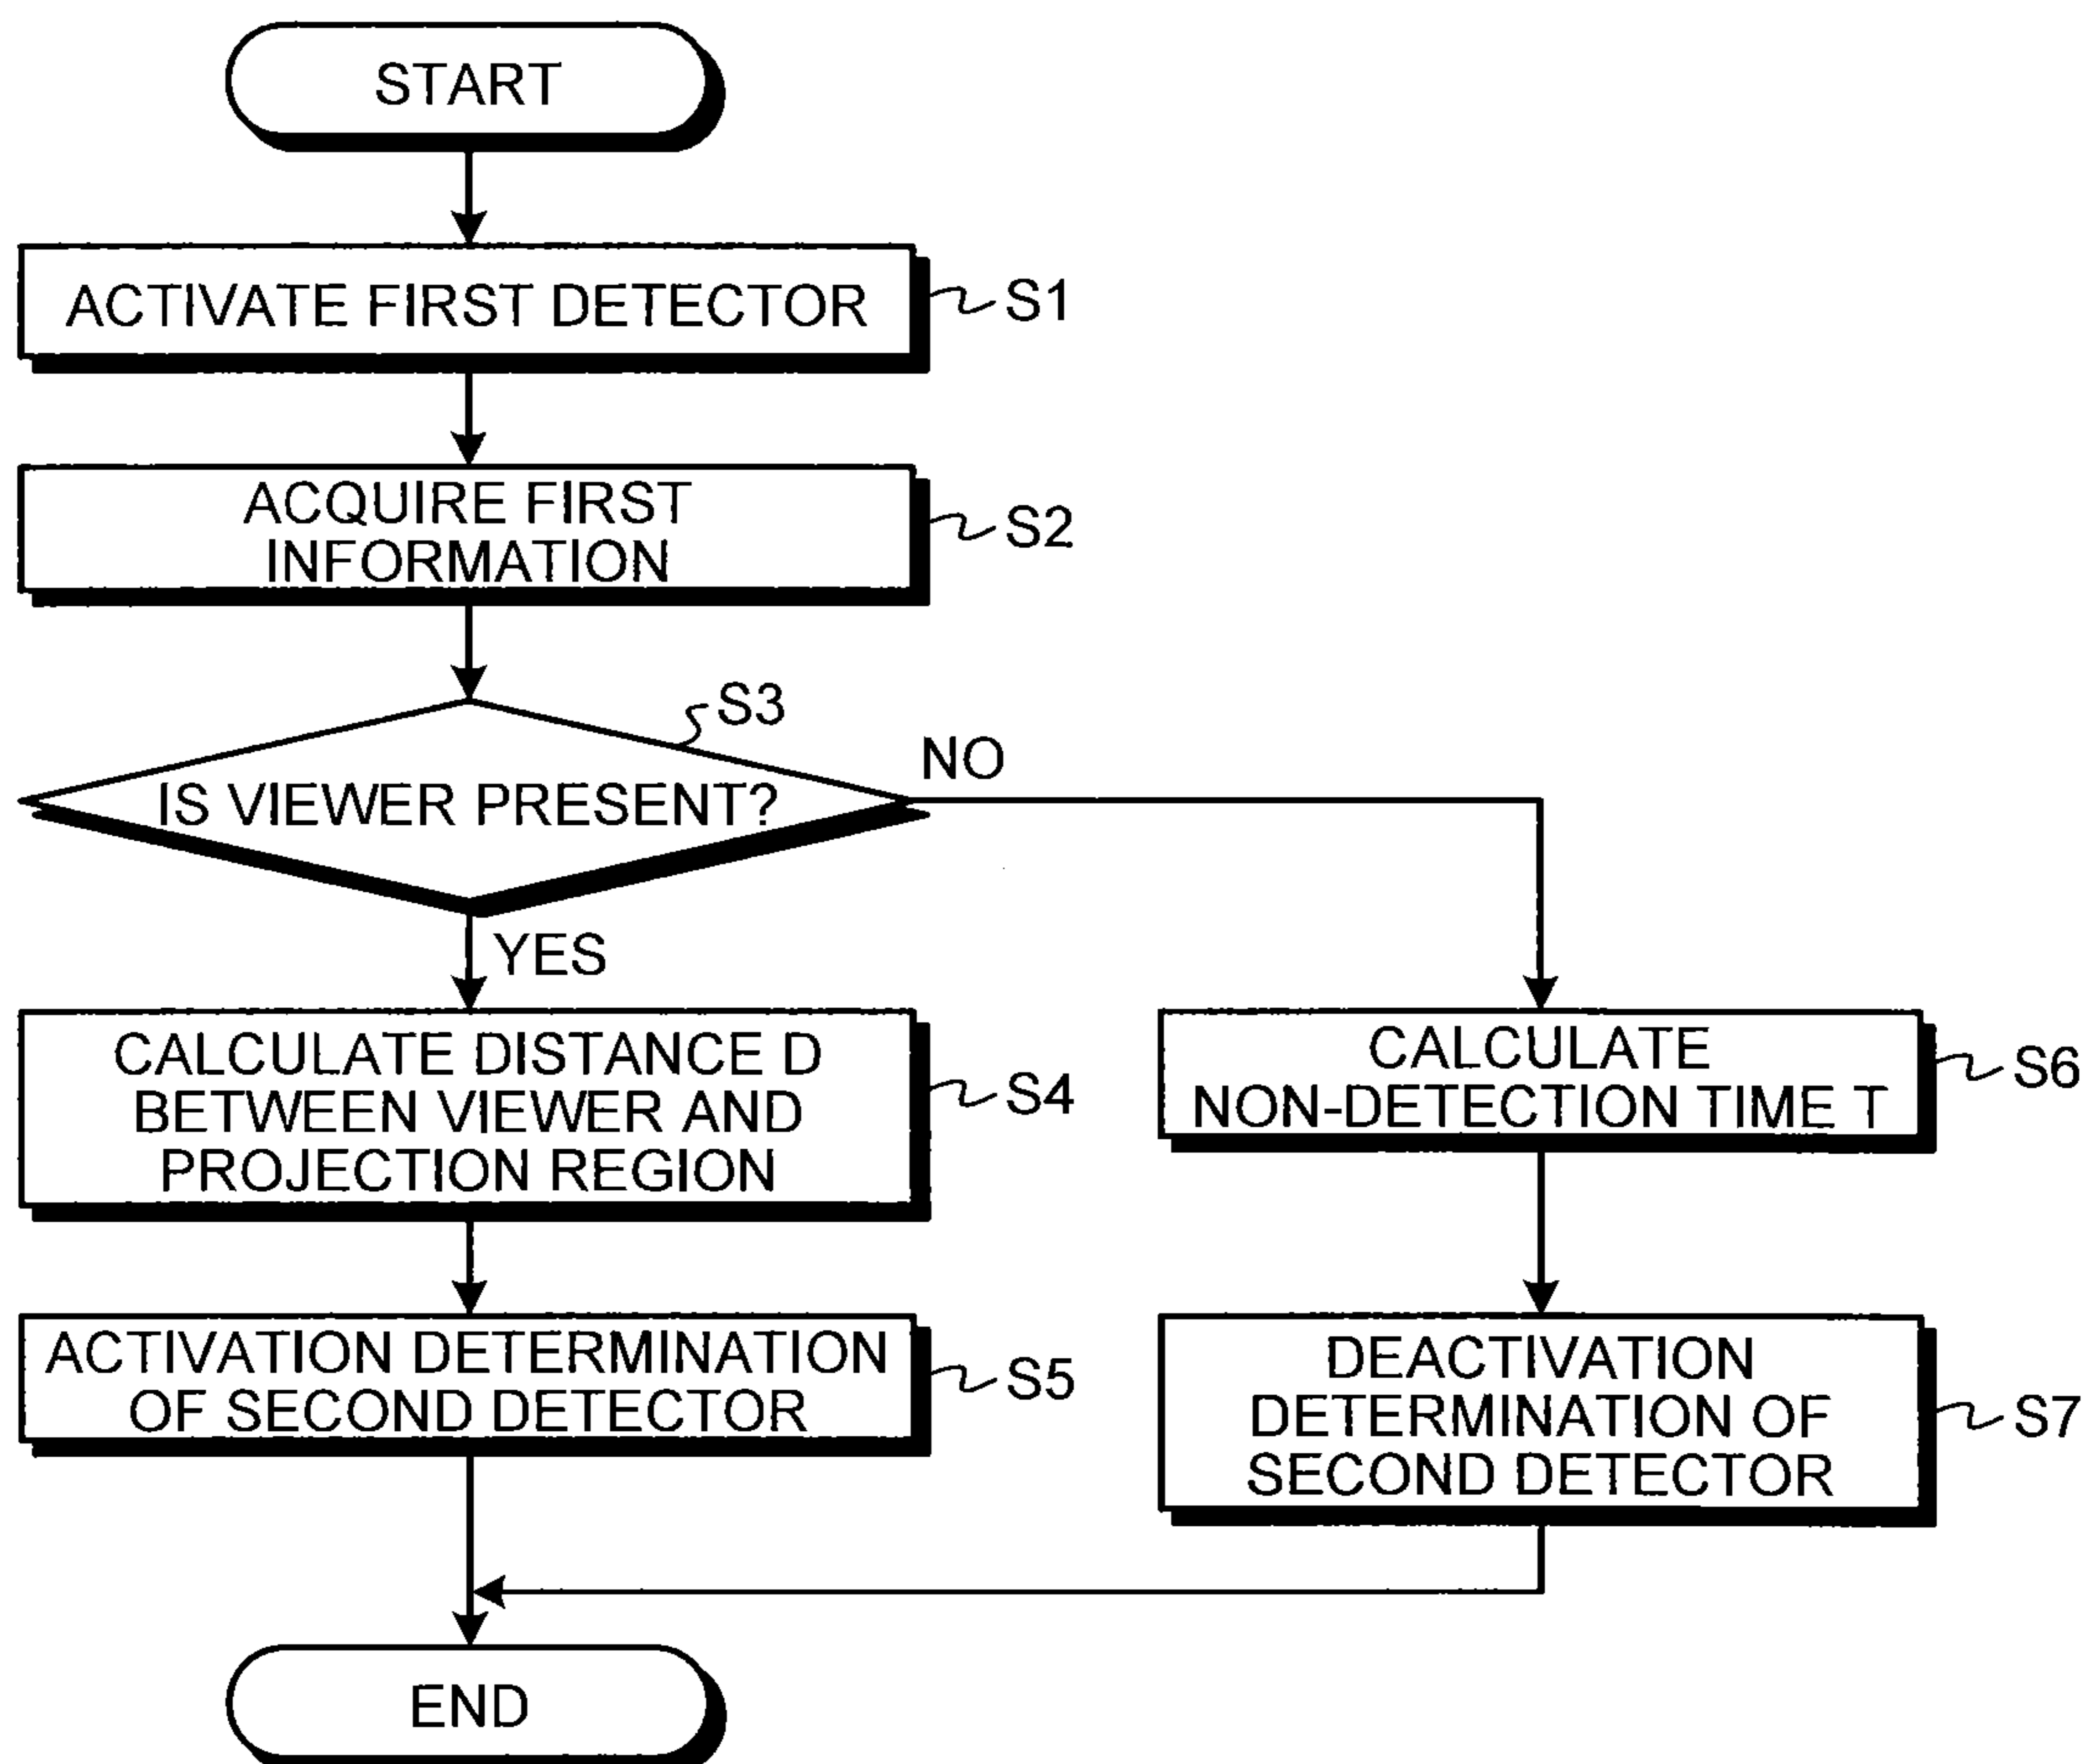 START
ACTIVATE FIRST DETECTOR
S1
ACQUIRE FIRST
INFORMATION
S2
S3
IS VIEWER PRESENT?
NO
YES
CALCULATE DISTANCE D
BETWEEN VIEWER AND
PROJECTION REGION
S4
CALCULATE
NON-DETECTION TIME T
S6
ACTIVATION DETERMINATION
OF SECOND DETECTOR
S5
DEACTIVATION
DETERMINATION OF
SECOND DETECTOR
S7
END